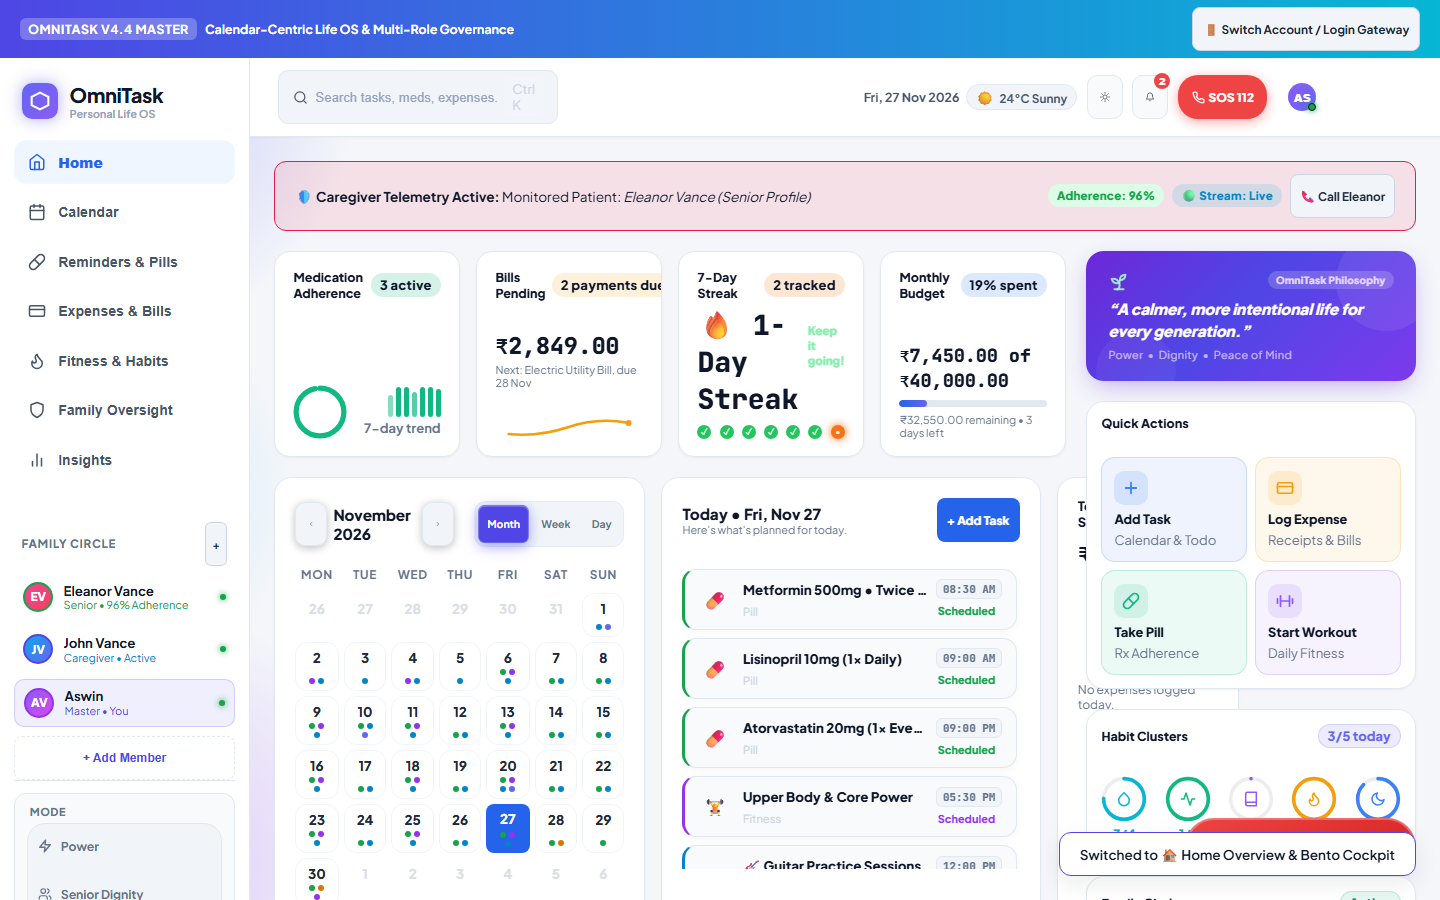 OMNITASK V4.4 MASTER Calendar-Centric Life OS & Multi-Role Governance
Switch Account / Login Gateway
OmniTask
Personal Life OS
Search tasks, meds, expenses.
Ctrl
K
Fri, 27 Nov 2026
24°C Sunny
2
SOS 112
AS
Home
Calendar
Reminders & Pills
Expenses & Bills
Fitness & Habits
Family Oversight
Insights
FAMILY CIRCLE
+
EV
Eleanor Vance
Senior • 96% Adherence
JV
John Vance
Caregiver • Active
AV
Aswin
Master • You
+ Add Member
MODE
Power
Senior Dignity
Caregiver Telemetry Active: Monitored Patient: Eleanor Vance (Senior Profile)
Adherence: 96%
Stream: Live
Call Eleanor
Medication
Adherence
3 active
7-day trend
Bills
Pending
2 payments due
₹2,849.00
Next: Electric Utility Bill, due
28 Nov
7-Day
Streak
2 tracked
🔥 1-
Day
Streak
Keep
it
going!
Monthly
Budget
19% spent
₹7,450.00 of
₹40,000.00
₹32,550.00 remaining • 3
days left
OmniTask Philosophy
“A calmer, more intentional life for
every generation.”
Power • Dignity • Peace of Mind
Quick Actions
Add Task
Calendar & Todo
Log Expense
Receipts & Bills
Take Pill
Rx Adherence
Start Workout
Daily Fitness
November
2026
Month
Week
Day
MON TUE WED THU FRI SAT SUN
26 27 28 29 30 31 1
2 3 4 5 6 7 8
9 10 11 12 13 14 15
16 17 18 19 20 21 22
23 24 25 26 27 28 29
30 1 2 3 4 5 6
Today • Fri, Nov 27
Here's what's planned for today.
+ Add Task
Metformin 500mg • Twice ...
Pill
08:30 AM
Scheduled
Lisinopril 10mg (1x Daily)
Pill
09:00 AM
Scheduled
Atorvastatin 20mg (1x Eve...
Pill
09:00 PM
Scheduled
Upper Body & Core Power
Fitness
05:30 PM
Scheduled
Guitar Practice Sessions
12:00 PM
No expenses logged
today.
Habit Clusters
3/5 today
Switched to 🏠 Home Overview & Bento Cockpit